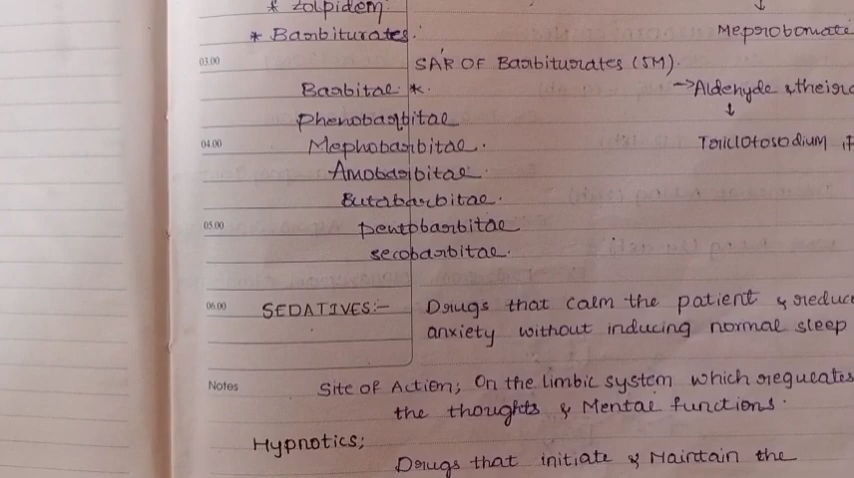 * Zolpidem
* Barbiturates.
Meprobomate
03.00
SAR OF Barbiturates (5M).
Barbital *.
→Aldehyde & their
Phenobarbital
04.00
Mephobarbital.
Triclofosodium
Amobarbital.
Butabarbital.
05.00
pentobarbital
secobarbital.
06.00
SEDATIVES:- Drugs that calm the patient & reduce
anxiety without inducing normal sleep
Notes
Site of Action; On the limbic system which regulates
the thoughts & Mental functions.
Hypnotics;
Drugs that initiate & Maintain the